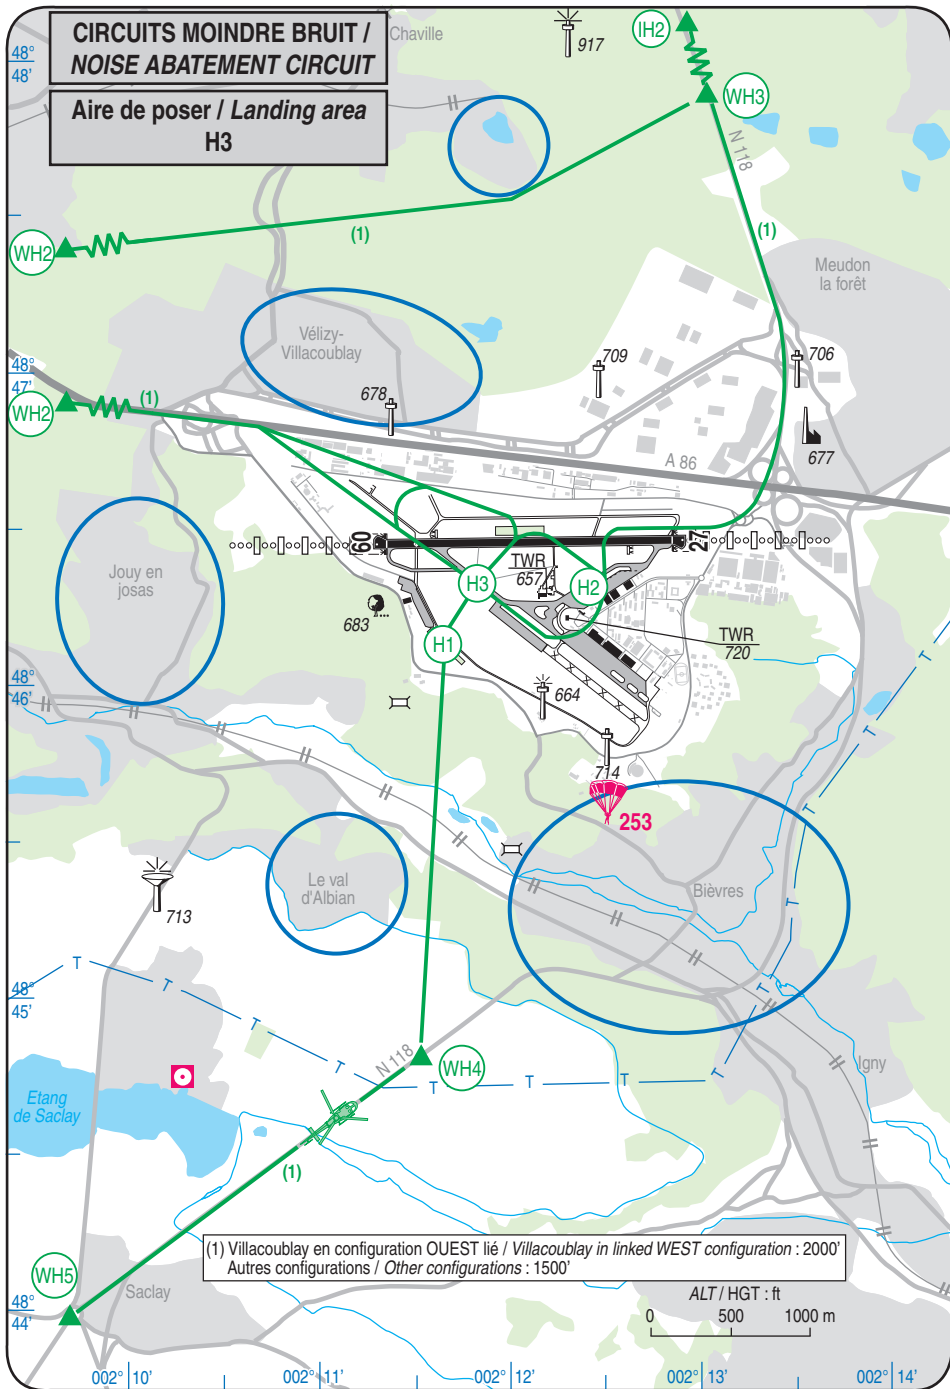 CIRCUITS MOINDRE BRUIT /
NOISE ABATEMENT CIRCUIT
Aire de poser / Landing area
H3
Chaville
917
IH2
WH3
N 118
48°
48'
(1)
(1)
WH2
Meudon
la forêt
Vélizy-
Villacoublay
709
706
48°
47'
678
WH2
(1)
677
A 86
09
27
TWR
657
H3
H2
Jouy en
josas
683
H1
TWR
720
664
48°
46'
714
253
Le val
d'Albian
Bièvres
713
T
T
T
T
48°
45'
T
T
T
N 118
WH4
T
T
T
T
T
Igny
Etang
de Saclay
(1)
(1) Villacoublay en configuration OUEST lié / Villacoublay in linked WEST configuration : 2000'
Autres configurations / Other configurations : 1500'
WH5
Saclay
ALT / HGT : ft
0 500 1000 m
48°
44'
002° 10' 002° 11' 002° 12' 002° 13' 002° 14'